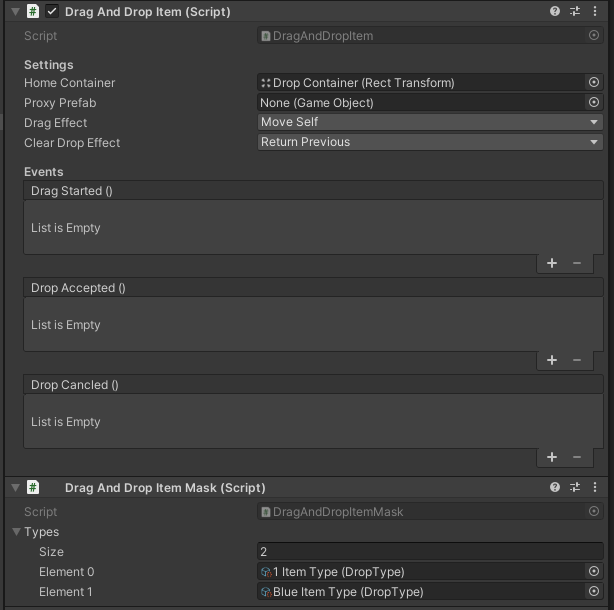 Drag And Drop Item (Script)
Script DragAndDropItem
Settings
Home Container Drop Container (Rect Transform)
Proxy Prefab None (Game Object)
Drag Effect Move Self
Clear Drop Effect Return Previous
Events
Drag Started ()
List is Empty
+ −
Drop Accepted ()
List is Empty
+ −
Drop Cancled ()
List is Empty
+ −
# Drag And Drop Item Mask (Script)
Script DragAndDropItemMask
Types
Size 2
Element 0 1 Item Type (DropType)
Element 1 Blue Item Type (DropType)